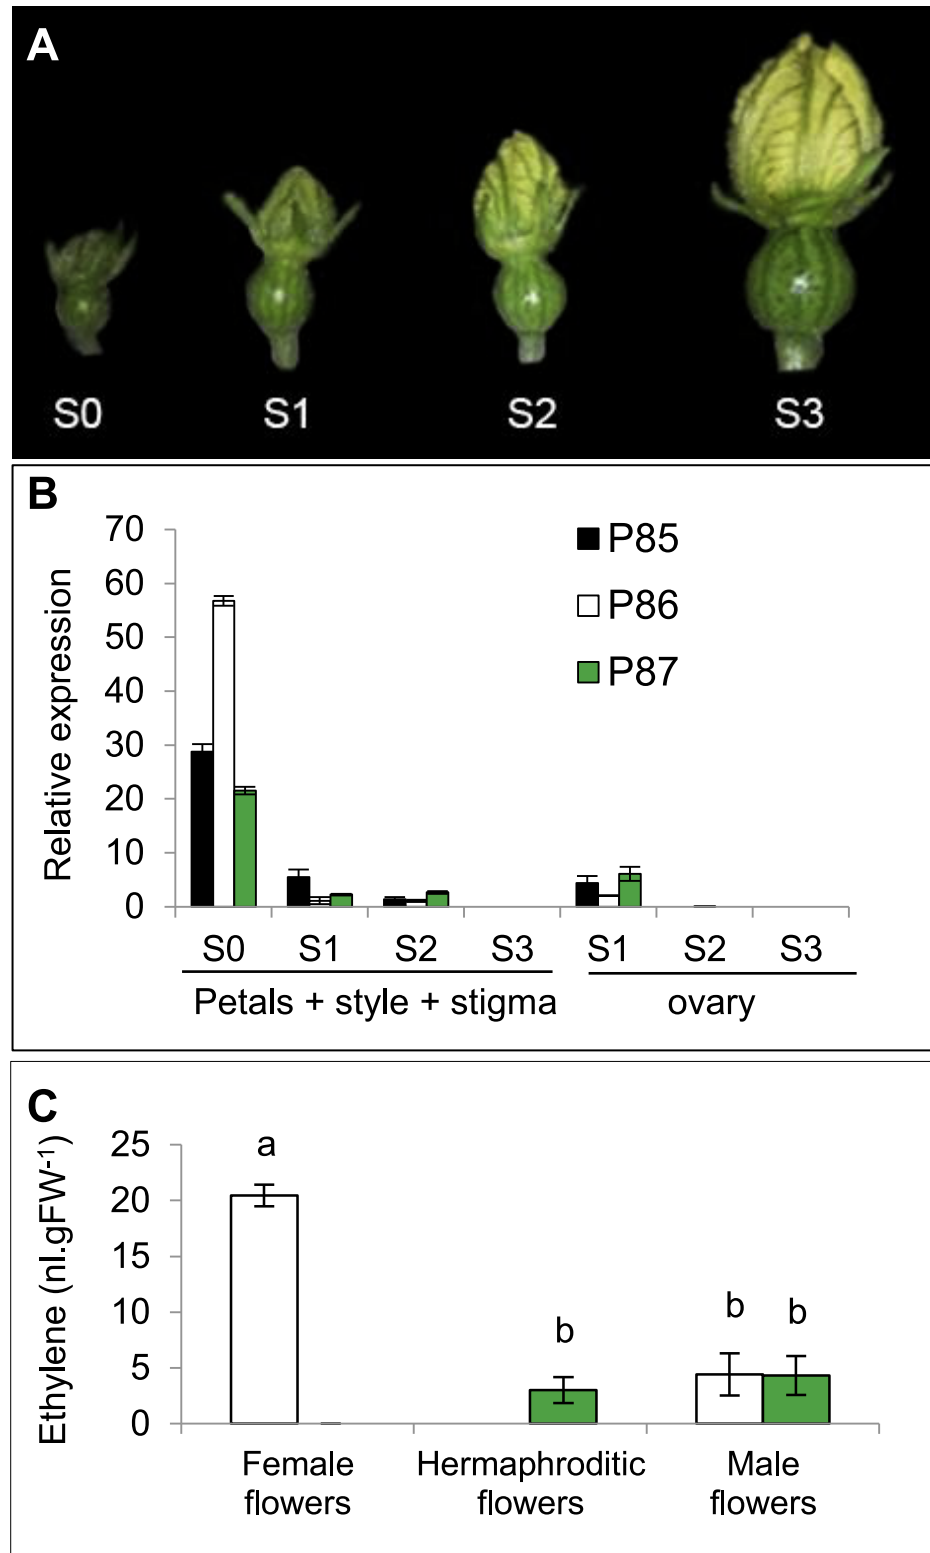 A
S0 S1 S2 S3
B
Relative expression
70
60
50
40
30
20
10
0
P85
P86
P87
S0 S1 S2 S3 S1 S2 S3
Petals + style + stigma ovary
C
Ethylene (nl.gFW-1)
25
20
15
10
5
0
a
b
b b
Female Hermaphroditic Male
flowers flowers flowers